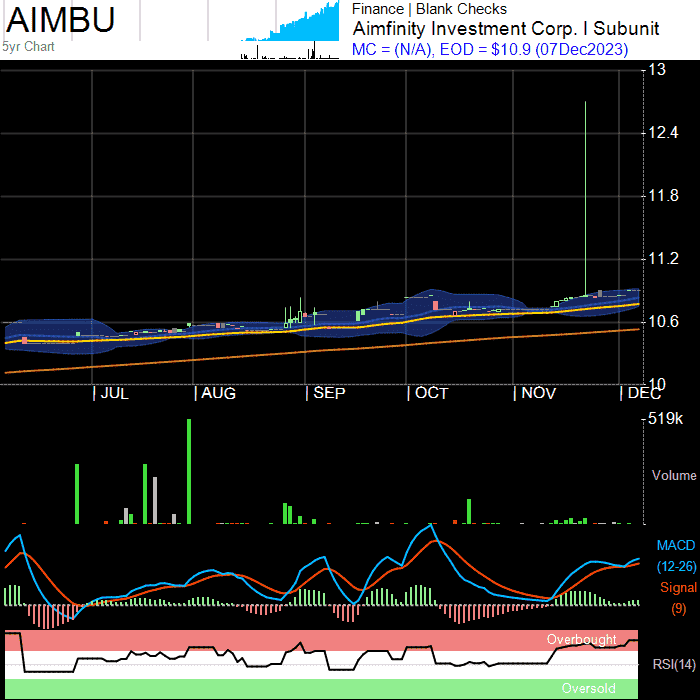 AIMBU
5yr Chart
Finance | Blank Checks
Aimfinity Investment Corp. I Subunit
MC = (N/A), EOD = $10.9 (07Dec2023)
13
12.4
11.8
11.2
10.6
10
JUL
AUG
SEP
OCT
NOV
DEC
519k
Volume
MACD
(12-26)
Signal
(9)
Overbought
RSI(14)
Oversold